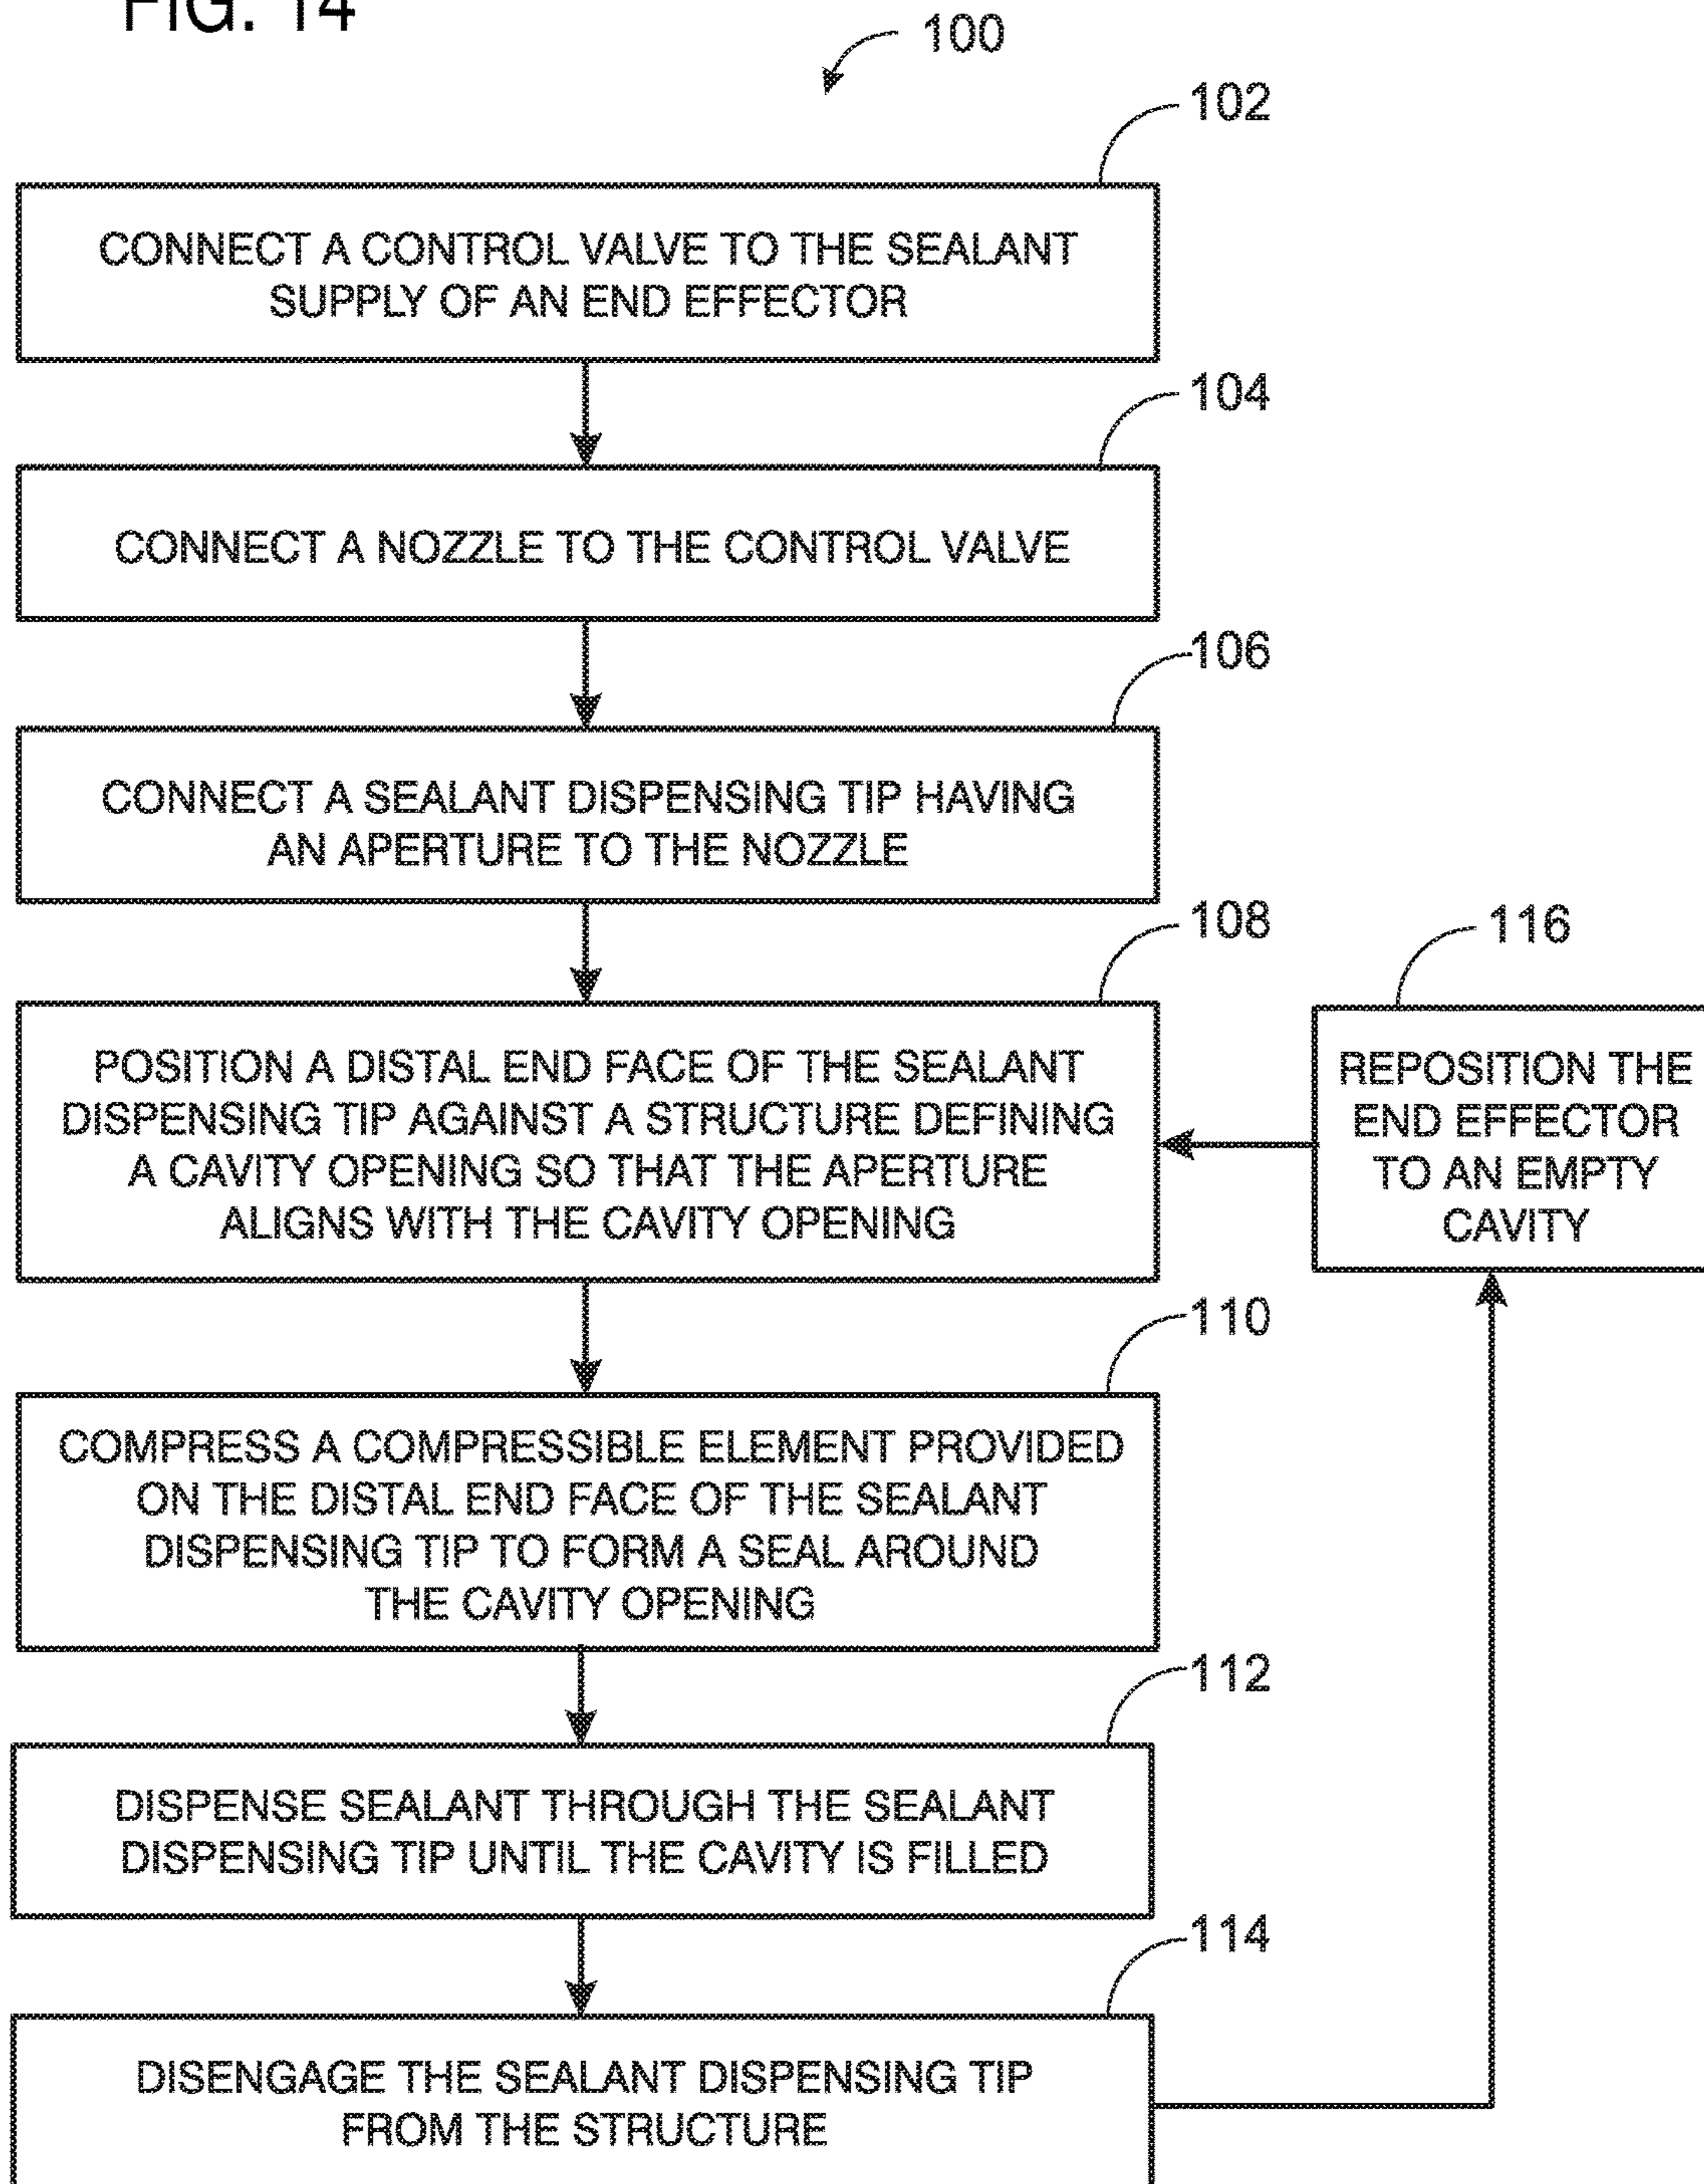 FIG. 14
100
102
CONNECT A CONTROL VALVE TO THE SEALANT
SUPPLY OF AN END EFFECTOR
104
CONNECT A NOZZLE TO THE CONTROL VALVE
106
CONNECT A SEALANT DISPENSING TIP HAVING
AN APERTURE TO THE NOZZLE
108
POSITION A DISTAL END FACE OF THE SEALANT
DISPENSING TIP AGAINST A STRUCTURE DEFINING
A CAVITY OPENING SO THAT THE APERTURE
ALIGNS WITH THE CAVITY OPENING
116
REPOSITION THE
END EFFECTOR
TO AN EMPTY
CAVITY
110
COMPRESS A COMPRESSIBLE ELEMENT PROVIDED
ON THE DISTAL END FACE OF THE SEALANT
DISPENSING TIP TO FORM A SEAL AROUND
THE CAVITY OPENING
112
DISPENSE SEALANT THROUGH THE SEALANT
DISPENSING TIP UNTIL THE CAVITY IS FILLED
114
DISENGAGE THE SEALANT DISPENSING TIP
FROM THE STRUCTURE